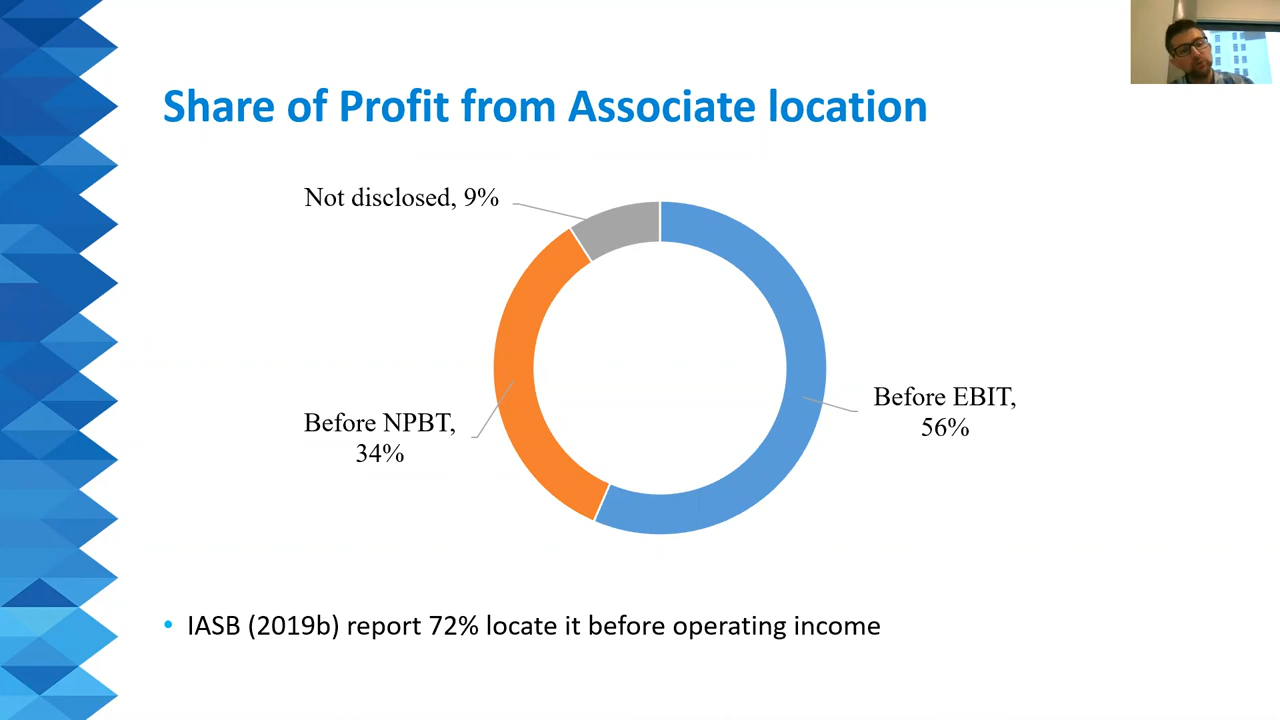 Share of Profit from Associate location
Not disclosed, 9%
Before NPBT,
34%
Before EBIT,
56%
• IASB (2019b) report 72% locate it before operating income